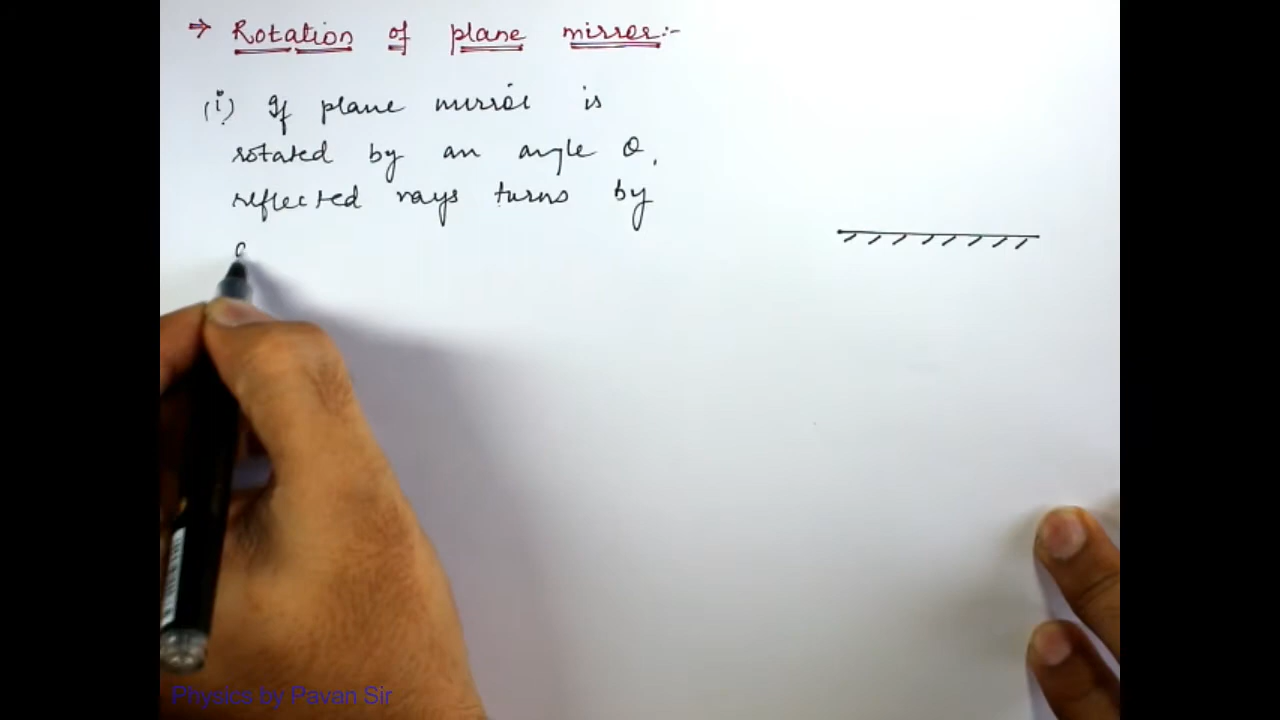 ⇒ Rotation of plane mirror:-
(i) If plane mirror is
rotated by an angle θ,
reflected rays turns by
a
Physics by Pavan Sir